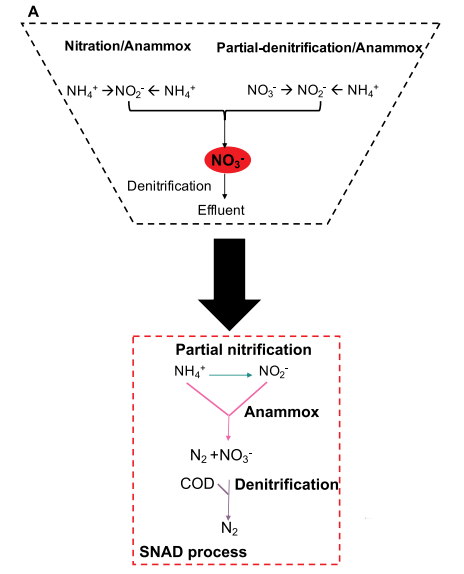 A
Nitration/Anammox Partial-denitrification/Anammox
NH₄⁺ →NO₂⁻ ← NH₄⁺ NO₃⁻ → NO₂⁻ ← NH₄⁺
NO₃⁻
Denitrification
Effluent
Partial nitrification
NH₄⁺ NO₂⁻
Anammox
N₂ +NO₃⁻
COD Denitrification
N₂
SNAD process